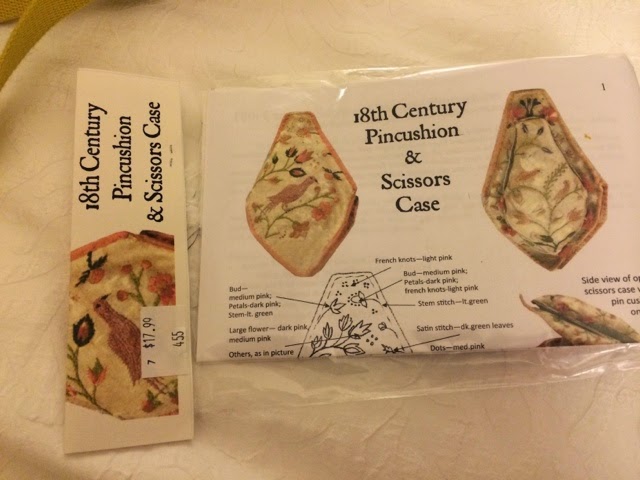 18th Century
Pincushion
& Scissors Case
7 $17.99
455
1
18th Century
Pincushion
&
Scissors
Case
French knots—light pink
Bud—
medium pink;
Petals-dark pink;
Stem-lt. green
Bud—medium pink;
Petals-dark pink;
french knots-light pink
Stem stitch—lt.green
Large flower— dark pink,
medium pink
Satin stitch—dk.green leaves
Others, as in picture
Dots—med.pink
Side view of op
scissors case w
pin cus
on